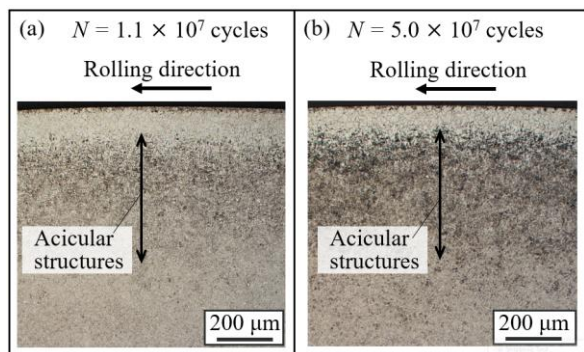 (a) N = 1.1 × 10⁷ cycles
Rolling direction
Acicular
structures
200 μm
(b) N = 5.0 × 10⁷ cycles
Rolling direction
Acicular
structures
200 μm